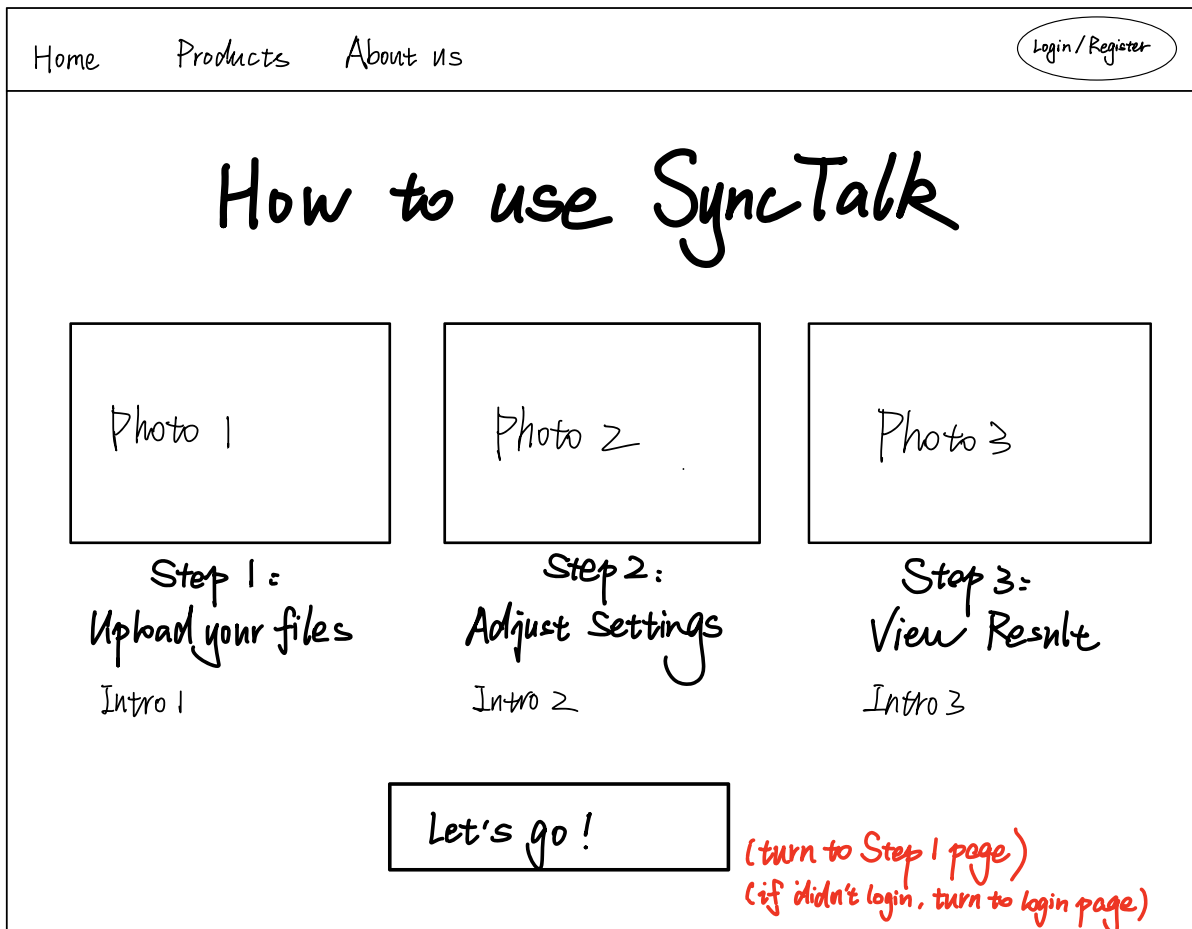 Home Products About us Login / Register
How to use SyncTalk
Photo 1 Photo 2 Photo 3
Step 1: Step 2: Step 3:
Upload your files Adjust Settings View Result
Intro 1 Intro 2 Intro 3
Let's go!
(turn to Step 1 page)
(if didn't login, turn to login page)